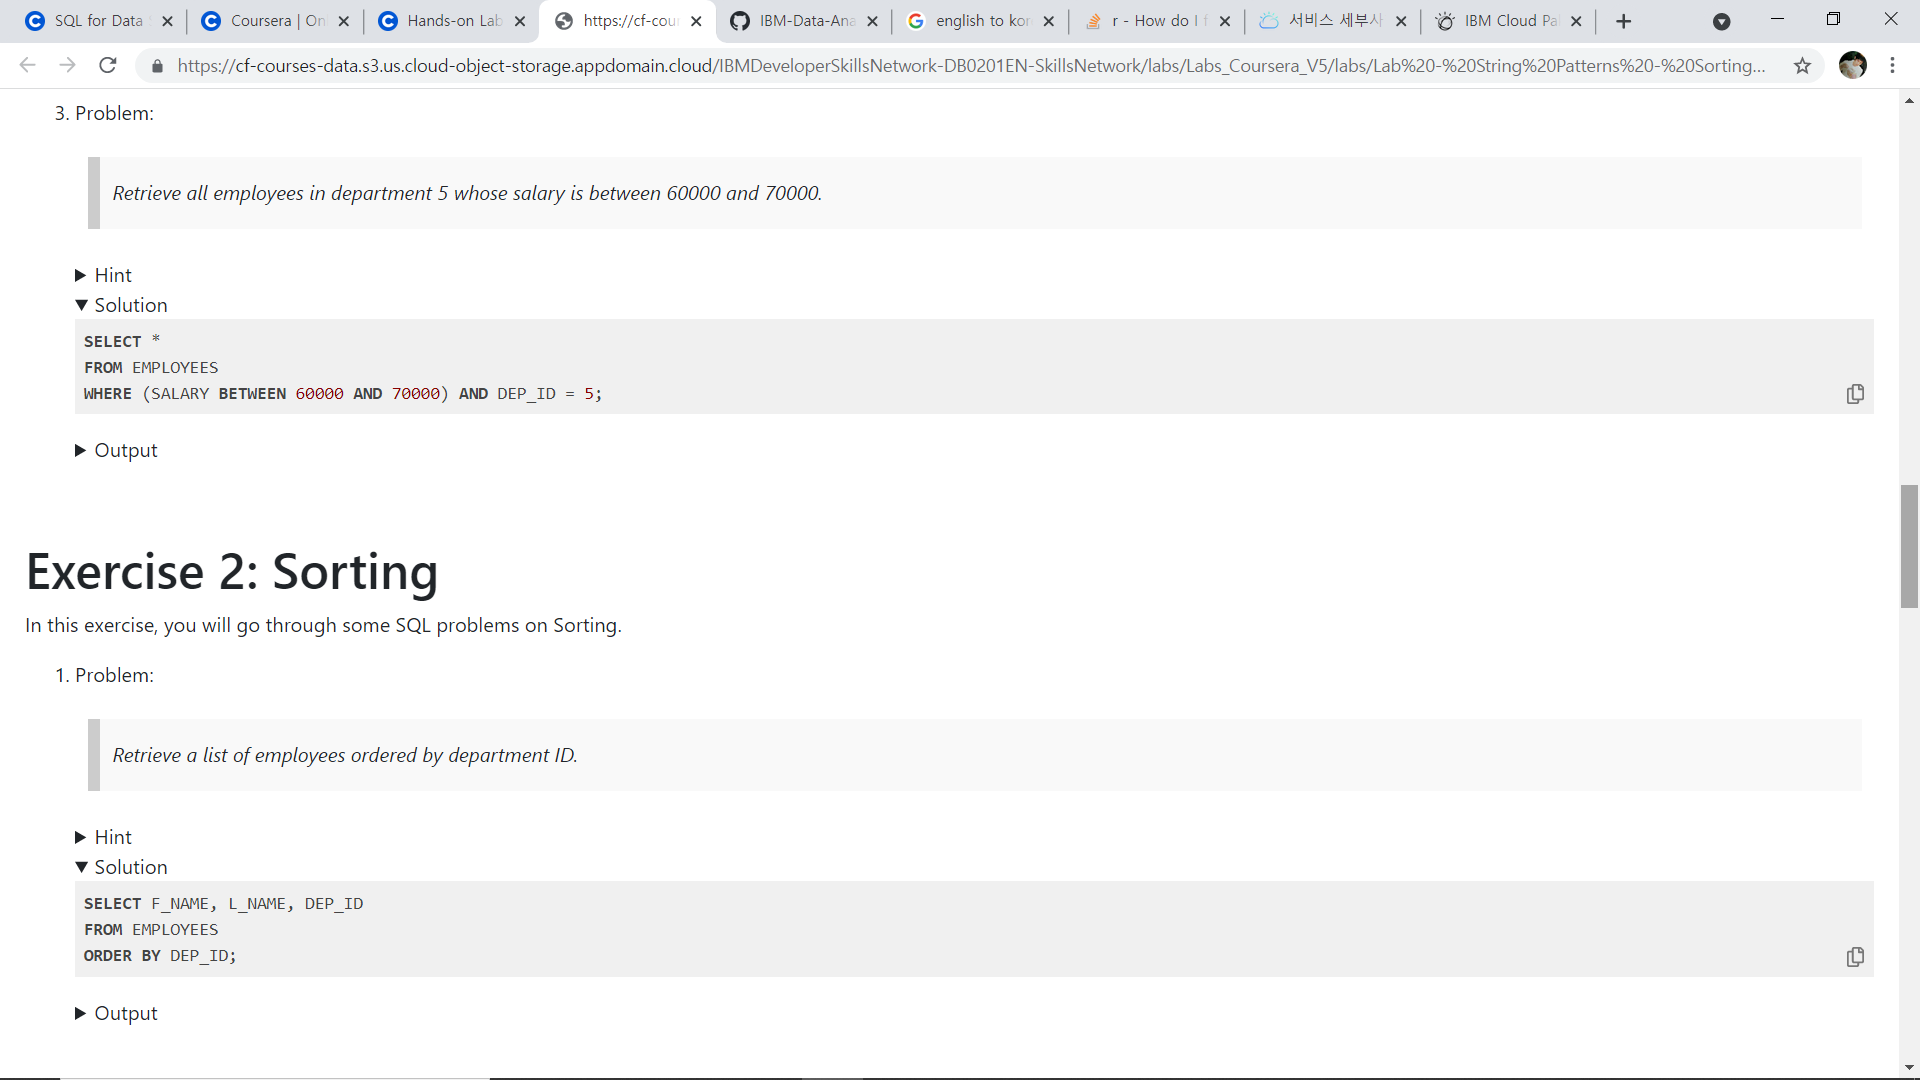 SQL for Data
Coursera | On
Hands-on Lab
https://cf-cour
IBM-Data-Ana
english to kor
r - How do I f
서비스 세부사
IBM Cloud Pa
https://cf-courses-data.s3.us.cloud-object-storage.appdomain.cloud/IBMDeveloperSkillsNetwork-DB0201EN-SkillsNetwork/labs/Labs_Coursera_V5/labs/Lab%20-%20String%20Patterns%20-%20Sorting...
3. Problem:
Retrieve all employees in department 5 whose salary is between 60000 and 70000.
Hint
Solution
SELECT *
FROM EMPLOYEES
WHERE (SALARY BETWEEN 60000 AND 70000) AND DEP_ID = 5;
Output
Exercise 2: Sorting
In this exercise, you will go through some SQL problems on Sorting.
1. Problem:
Retrieve a list of employees ordered by department ID.
Hint
Solution
SELECT F_NAME, L_NAME, DEP_ID
FROM EMPLOYEES
ORDER BY DEP_ID;
Output